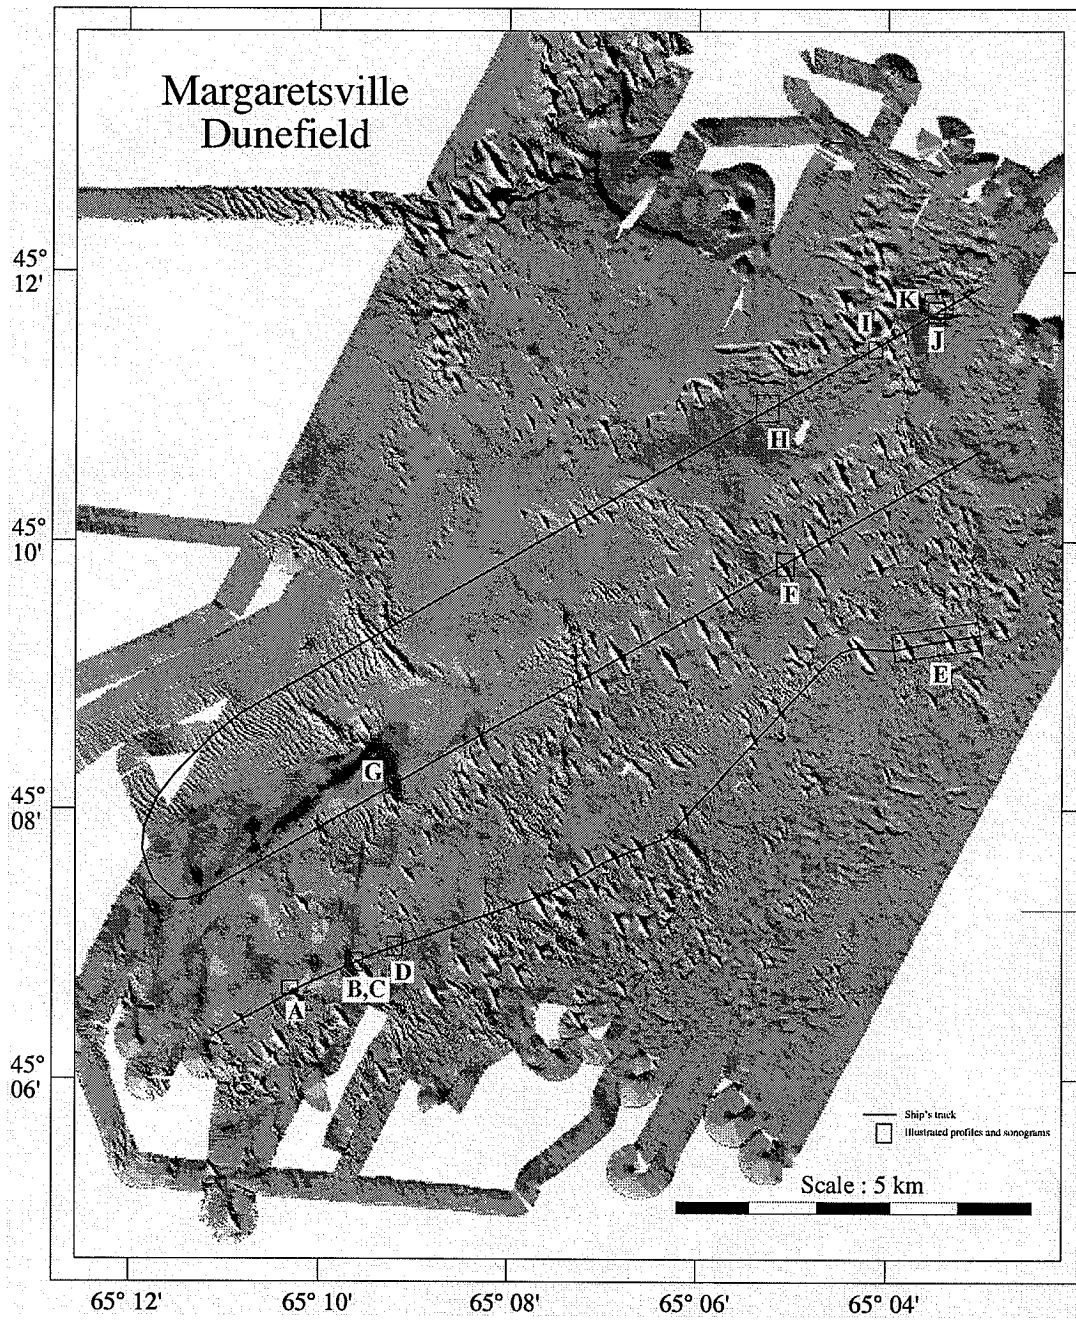 Margaretsville
Dunefield
45°
12'
K
I
J
H
45°
10'
F
E
G
45°
08'
D
B,C
A
45°
06'
Ship's track
Illustrated profiles and sonograms
Scale : 5 km
65° 12'
65° 10'
65° 08'
65° 06'
65° 04'